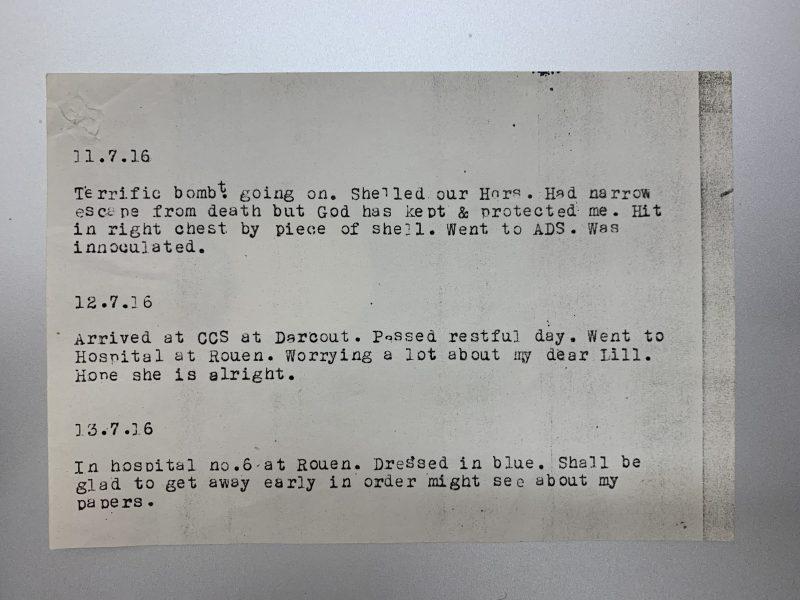 11.7.16
Terrific bombt. going on. Shelled our Hqrs. Had narrow
escape from death but God has kept & protected me. Hit
in right chest by piece of shell. Went to ADS. Was
innoculated.
12.7.16
Arrived at CCS at Darcout. Passed restful day. Went to
Hospital at Rouen. Worrying a lot about my dear Lill.
Hope she is alright.
13.7.16
In hospital no.6 at Rouen. Dressed in blue. Shall be
glad to get away early in order might see about my
papers.